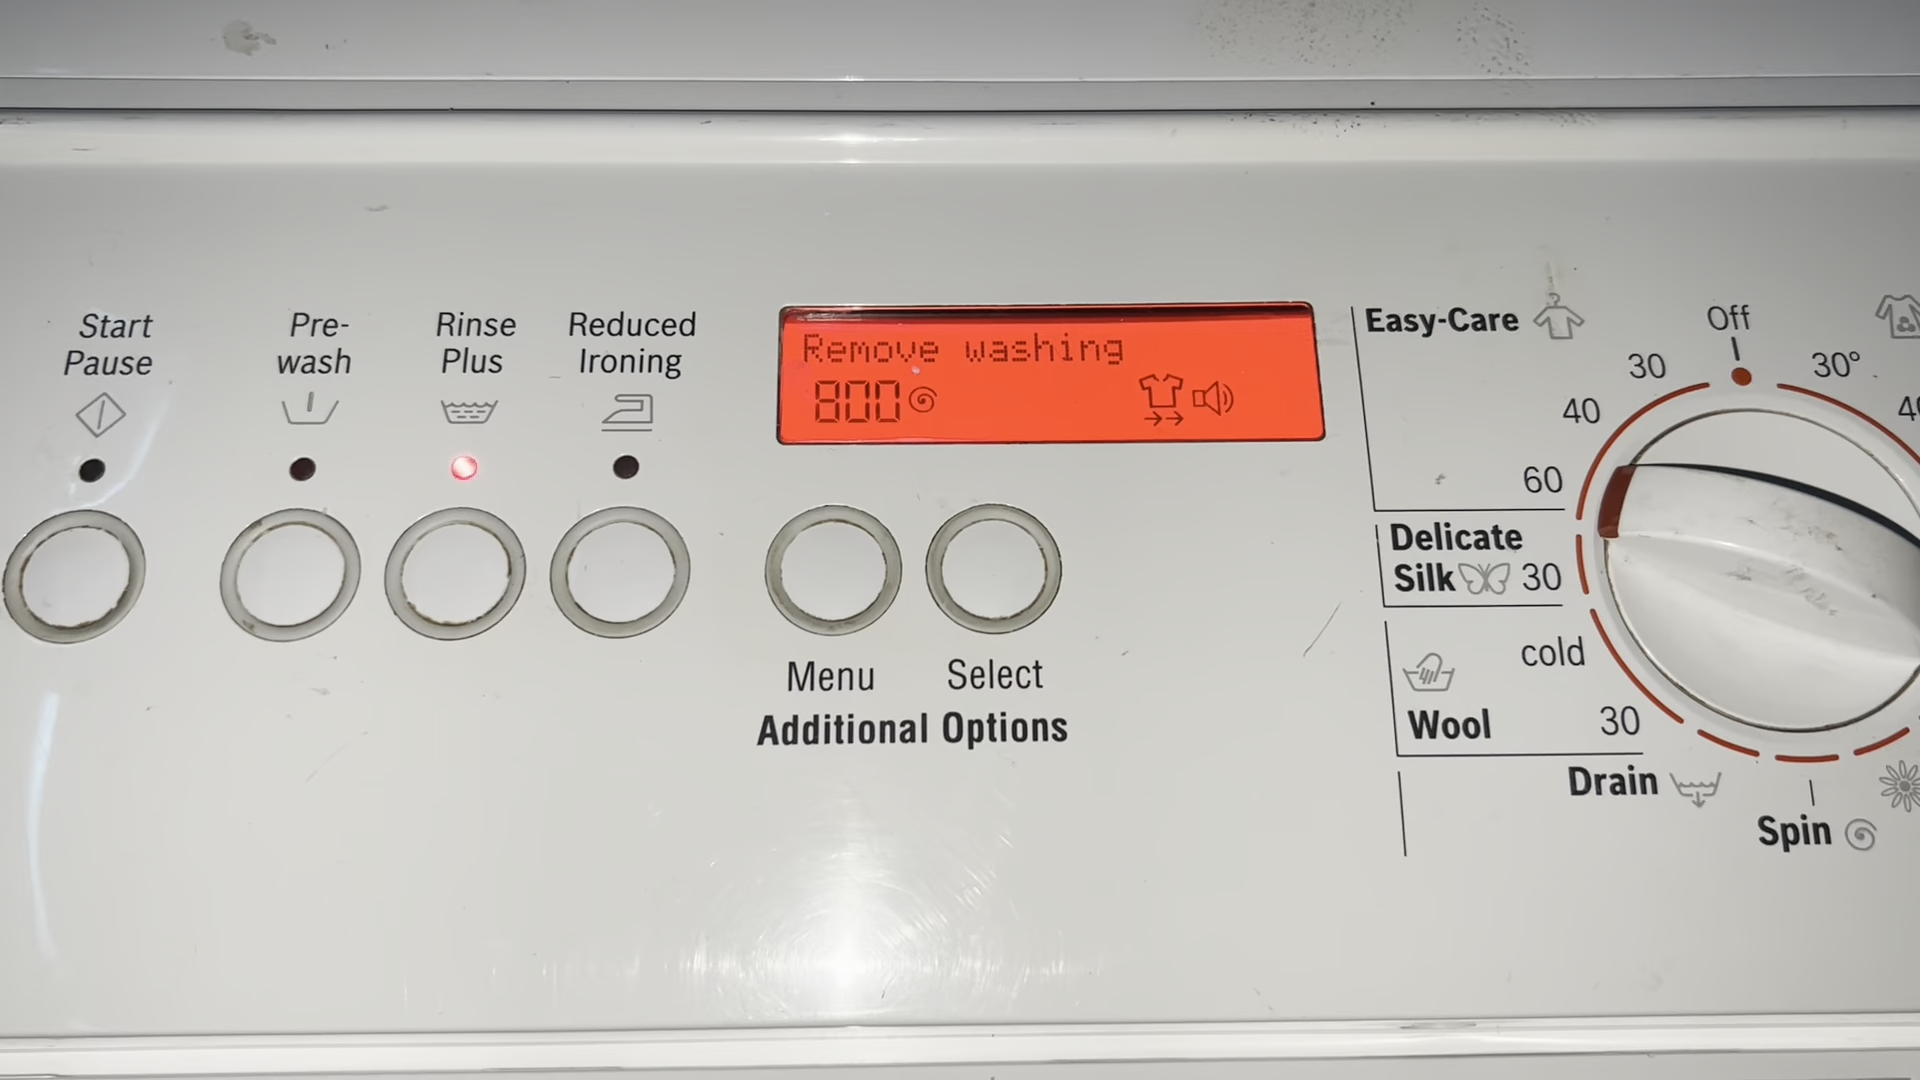 Start
Pause
Pre-
wash
Rinse
Plus
Reduced
Ironing
Remove washing
800
Menu
Select
Additional Options
Easy-Care
Off
30
40
60
30°
Delicate
Silk 30
cold
Wool 30
Drain
Spin